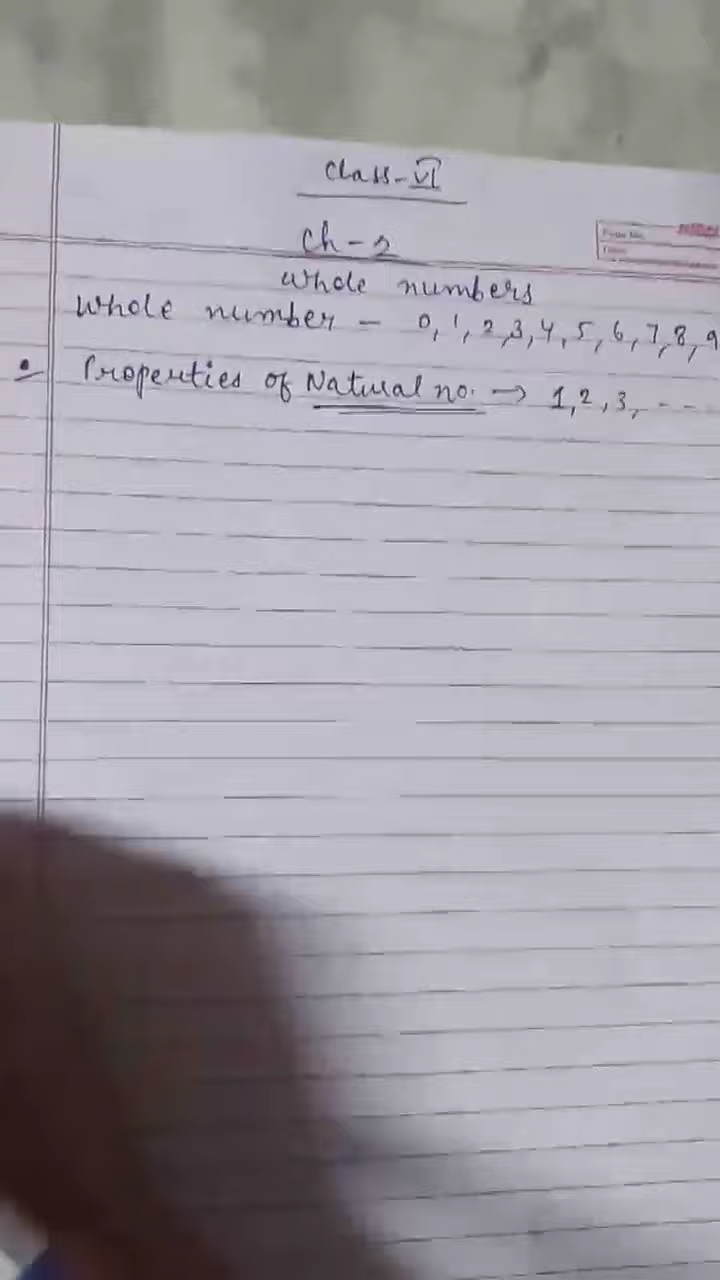 Class-VI
Ch-2
Whole numbers
Whole number - 0, 1, 2, 3, 4, 5, 6, 7, 8, 9
Properties of Natural no. → 1, 2, 3, - - -